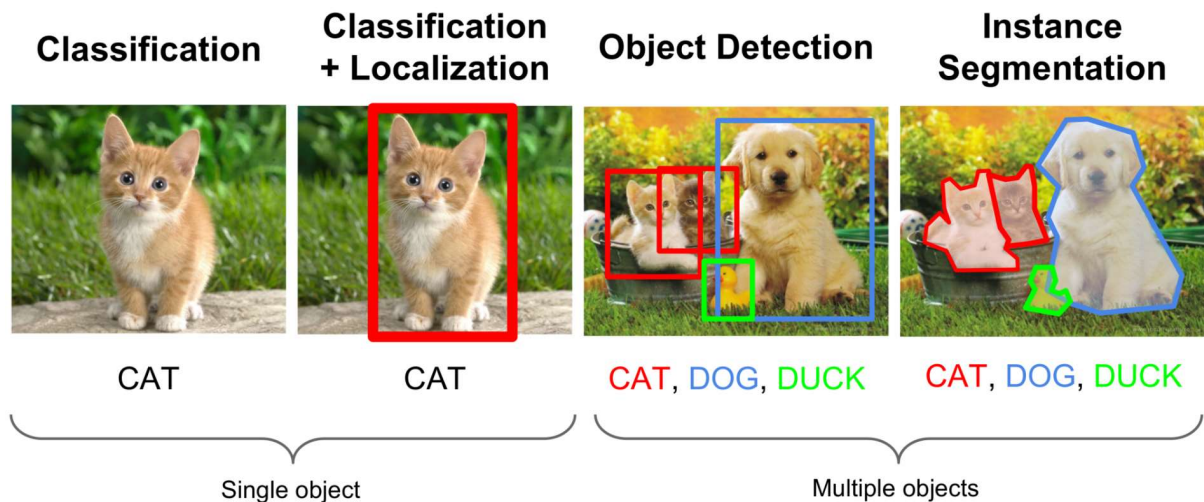 Classification
Classification
+ Localization
Object Detection
Instance
Segmentation
CAT
CAT
CAT, DOG, DUCK
CAT, DOG, DUCK
Single object
Multiple objects